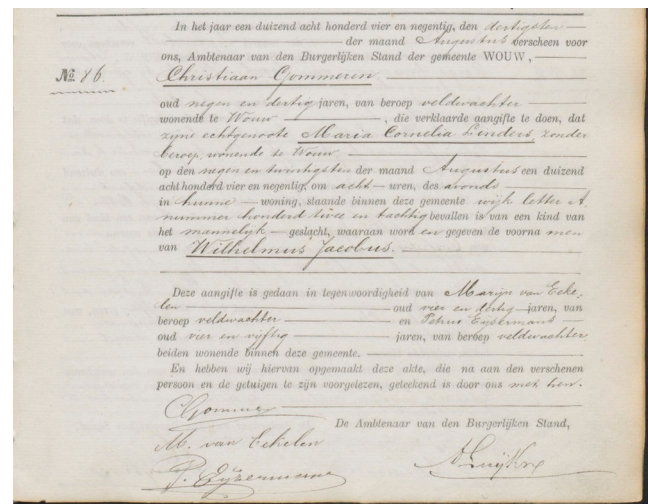 In het jaar een duizend acht honderd vier en negentig, den dertigsten
der maand Augustus verscheen voor
ons, Ambtenaar van den Burgerlijken Stand der gemeente WOUW,
№ 86.
Christiaan Gommeren.
oud negen en dertig jaren, van beroep veldwachter
wonende te Wouw, die verklaarde aangifte te doen, dat
zijne echtgenoote Maria Cornelia Linders, zonder
beroep, wonende te Wouw
op den negen en twintigsten der maand Augustus een duizend
acht honderd vier en negentig, om acht uren, des avonds
in hunne woning, staande binnen deze gemeente wijk letter A
nummer honderd twee en tachtig bevallen is van een kind van
het mannelijk geslacht, waaraan word en gegeven de voorna men
van Wilhelmus Jacobus.
Deze aangifte is gedaan in tegenwoordigheid van Marijn van Eeke,
len oud vier en dertig jaren, van
beroep veldwachter en Petrus Eijzermans
oud vier en vijftig jaren, van beroep veldwachter
beiden wonende binnen deze gemeente.
En hebben wij hiervan opgemaakt deze akte, die na aan den verschenen
persoon en de getuigen te zijn voorgelezen, geteekend is door ons met hen.
CGommer
De Ambtenaar van den Burgerlijken Stand,
M. van Eekelen
P. Eijzermans